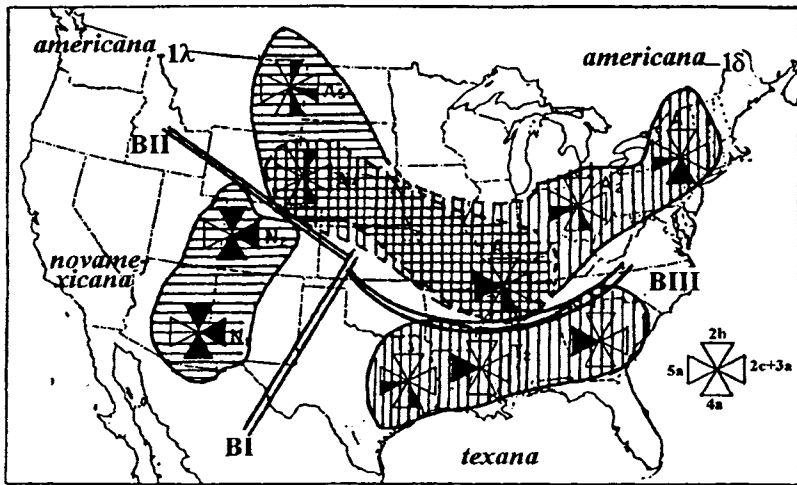 americana 1λ
americana 1δ
BII
novame-
xicana
BIII
2h
5a
2c+3a
4a
BI
texana